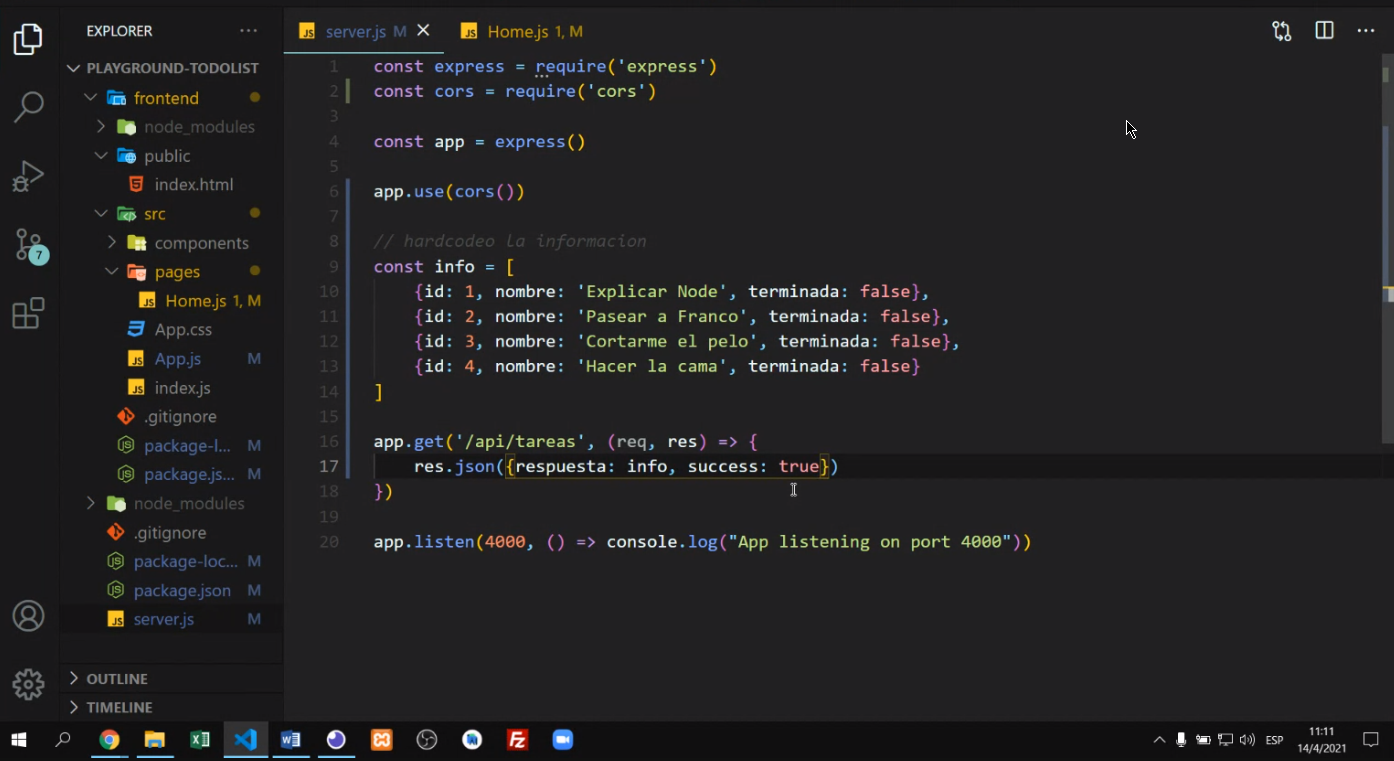 EXPLORER
PLAYGROUND-TODOLIST
frontend
node_modules
public
index.html
src
components
pages
Home.js 1, M
App.css
App.js M
index.js
.gitignore
package-l... M
package.js... M
node_modules
.gitignore
package-loc... M
package.json M
server.js M
OUTLINE
TIMELINE
7
server.js M
Home.js 1, M
1 const express = require('express')
2 const cors = require('cors')
3
4 const app = express()
5
6 app.use(cors())
7
8 // hardcodeo la informacion
9 const info = [
10 {id: 1, nombre: 'Explicar Node', terminada: false},
11 {id: 2, nombre: 'Pasear a Franco', terminada: false},
12 {id: 3, nombre: 'Cortarme el pelo', terminada: false},
13 {id: 4, nombre: 'Hacer la cama', terminada: false}
14 ]
15
16 app.get('/api/tareas', (req, res) => {
17 res.json({respuesta: info, success: true})
18 })
19
20 app.listen(4000, () => console.log("App listening on port 4000"))
ESP
11:11
14/4/2021